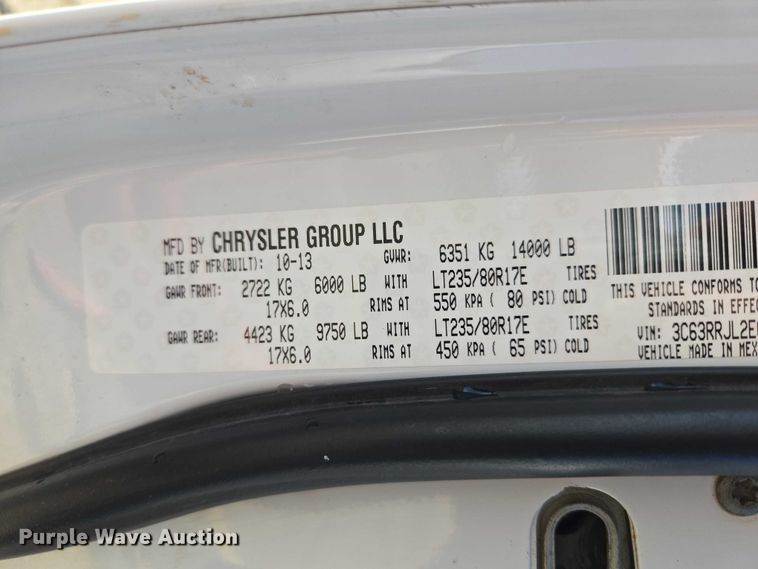 MFD BY CHRYSLER GROUP LLC
DATE OF MFR(BUILT): 10-13 GVWR: 6351 KG 14000 LB
GAWR FRONT: 2722 KG 6000 LB WITH LT235/80R17E TIRES
17X6.0 RIMS AT 550 KPA ( 80 PSI) COLD
GAWR REAR: 4423 KG 9750 LB WITH LT235/80R17E TIRES
17X6.0 RIMS AT 450 KPA ( 65 PSI) COLD
THIS VEHICLE CONFORMS TO
STANDARDS IN EFFEC
VIN: 3C63RRJL2E
VEHICLE MADE IN MEX
Purple Wave Auction